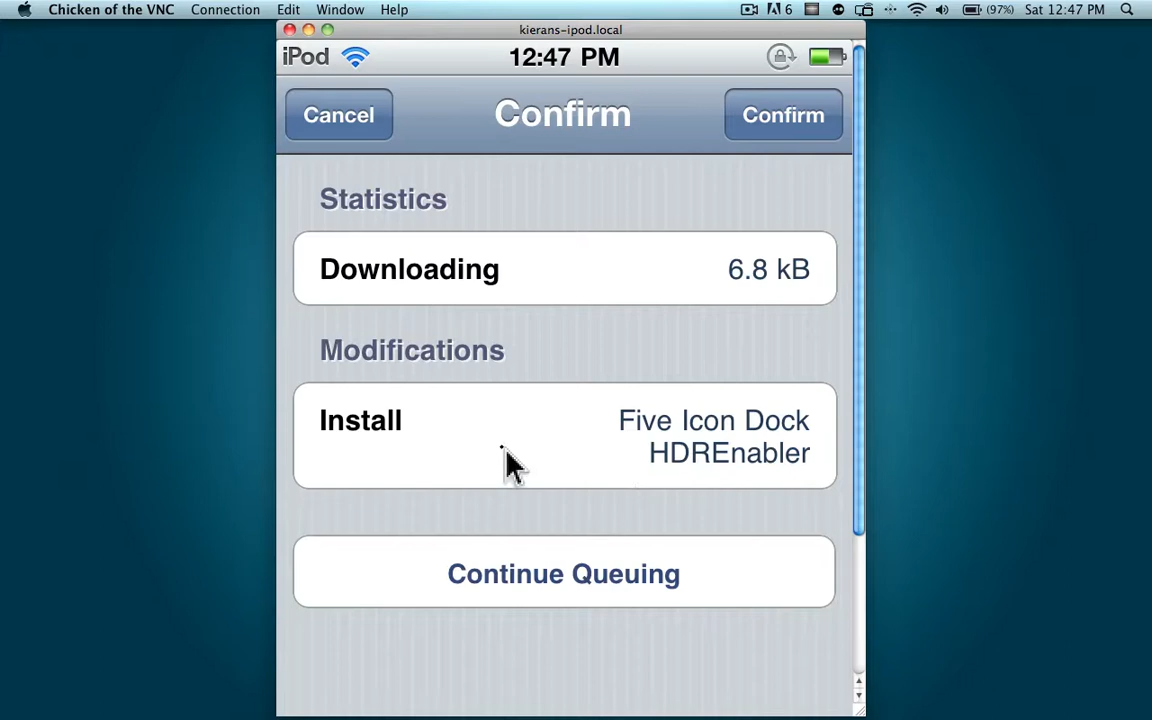 Chicken of the VNC Connection Edit Window Help 6 (97%) Sat 12:47 PM
kierans-ipod.local
iPod 12:47 PM
Cancel Confirm Confirm
Statistics
Downloading 6.8 kB
Modifications
Install Five Icon Dock
HDREnabler
Continue Queuing